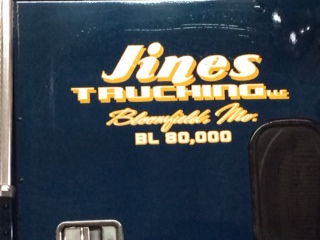 Jines
TRUCKING LLC
Bloomfield, Mo.
BL 80,000